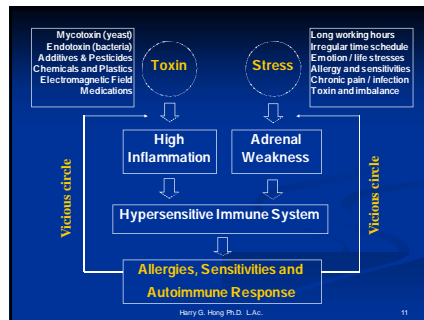 Mycotoxin (yeast)
Endotoxin (bacteria)
Additives & Pesticides
Chemicals and Plastics
Electromagnetic Field
Medications
Toxin
Stress
Long working hours
Irregular time schedule
Emotion / life stresses
Allergy and sensitivities
Chronic pain / infection
Toxin and imbalance
High
Inflammation
Adrenal
Weakness
Vicious circle
Vicious circle
Hypersensitive Immune System
Allergies, Sensitivities and
Autoimmune Response
Harry G. Hong Ph.D. L.Ac.
11